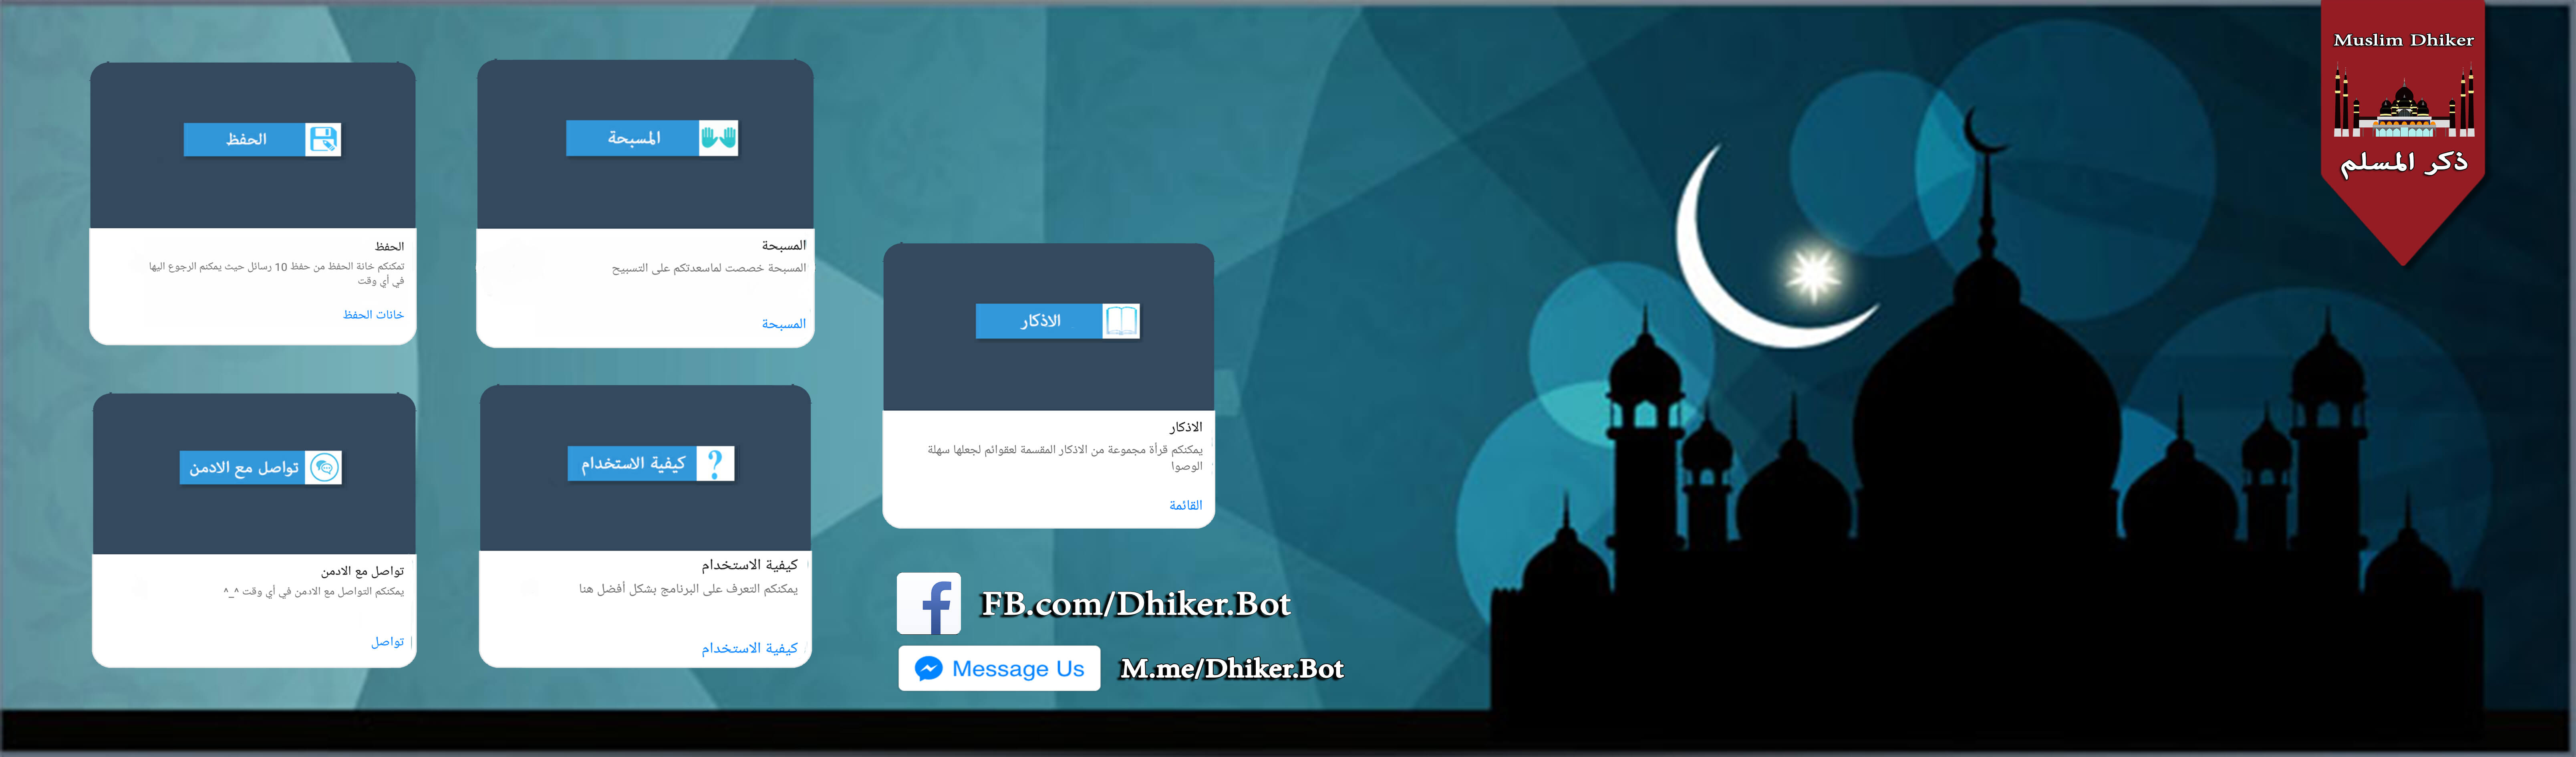 Muslim Dhiker
ذكر المسلم
الحفظ
الحفظ
تمكنكم خانة الحفظ من حفظ 10 رسائل حيث يمكنم الرجوع اليها
في أي وقت
خانات الحفظ
المسبحة
المسبحة
المسبحة خصصت لماسعدتكم على التسبيح
المسبحة
الاذكار
الاذكار
يمكنكم قرأة مجموعة من الاذكار المقسمة لعقوائم لجعلها سهلة
الوصوا
القائمة
تواصل مع الادمن
تواصل مع الادمن
يمكنكم التواصل مع الادمن في أي وقت ^_^
تواصل
كيفية الاستخدام
كيفية الاستخدام
يمكنكم التعرف على البرنامج بشكل أفضل هنا
كيفية الاستخدام
FB.com/Dhiker.Bot
Message Us
M.me/Dhiker.Bot